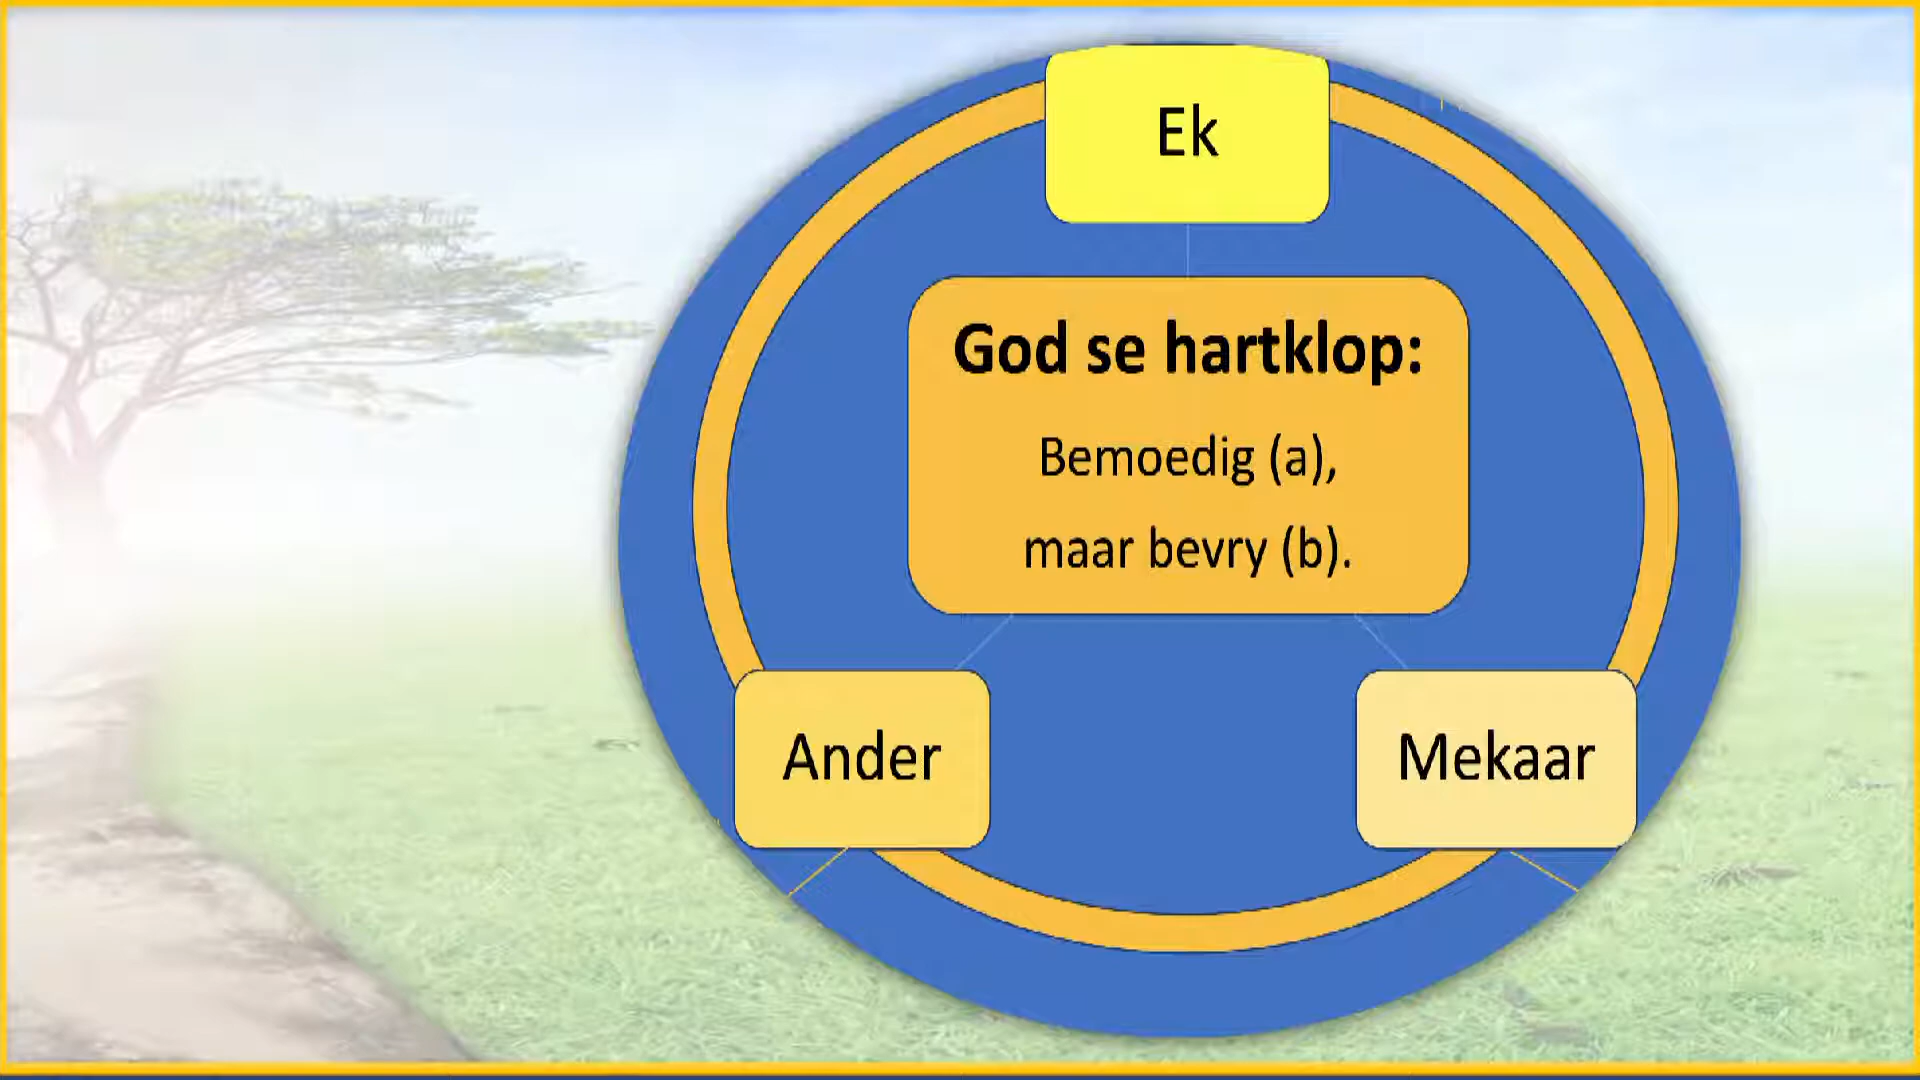 Ek
God se hartklop:
Bemoedig (a),
maar bevry (b).
Ander
Mekaar